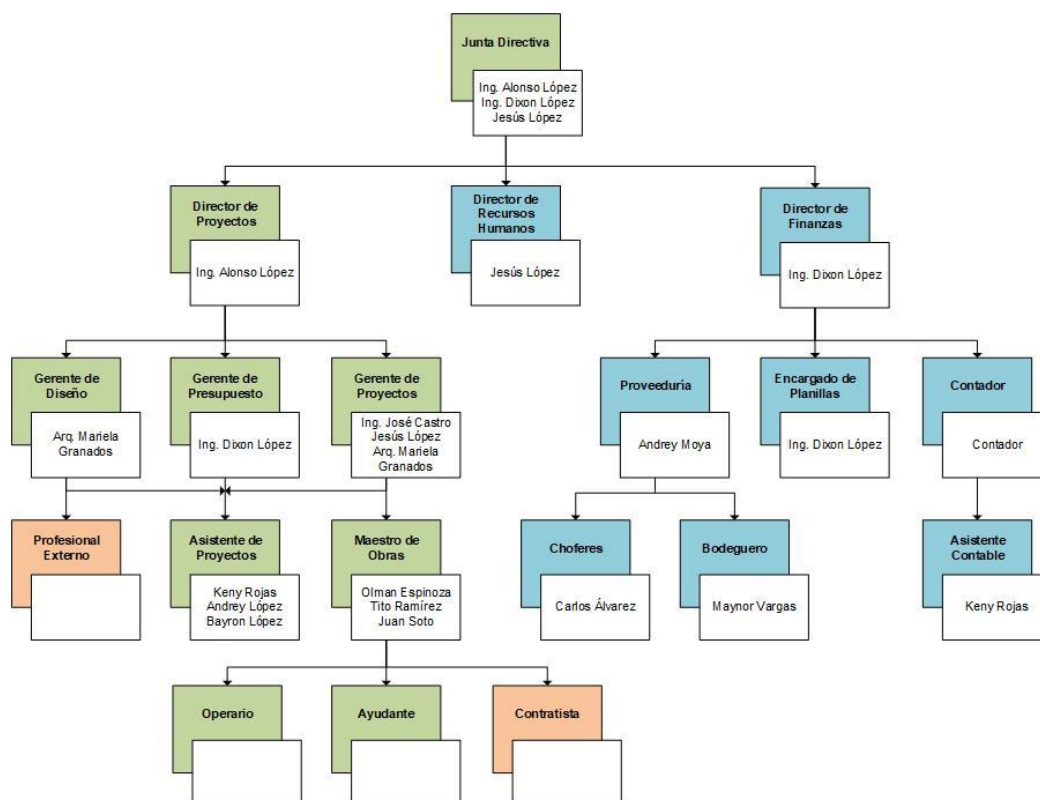 Junta Directiva
Ing. Alonso López
Ing. Dixon López
Jesús López
Director de
Proyectos
Ing. Alonso López
Director de
Recursos
Humanos
Jesús López
Director de
Finanzas
Ing. Dixon López
Gerente de
Diseño
Arq. Mariela
Granados
Gerente de
Presupuesto
Ing. Dixon López
Gerente de
Proyectos
Ing. José Castro
Jesús López
Arq. Mariela
Granados
Proveeduría
Andrey Moya
Encargado de
Planillas
Ing. Dixon López
Contador
Contador
Profesional
Externo
Asistente de
Proyectos
Keny Rojas
Andrey López
Bayron López
Maestro de
Obras
Olman Espinoza
Tito Ramírez
Juan Soto
Choferes
Carlos Álvarez
Bodeguero
Maynor Vargas
Asistente
Contable
Keny Rojas
Operario
Ayudante
Contratista